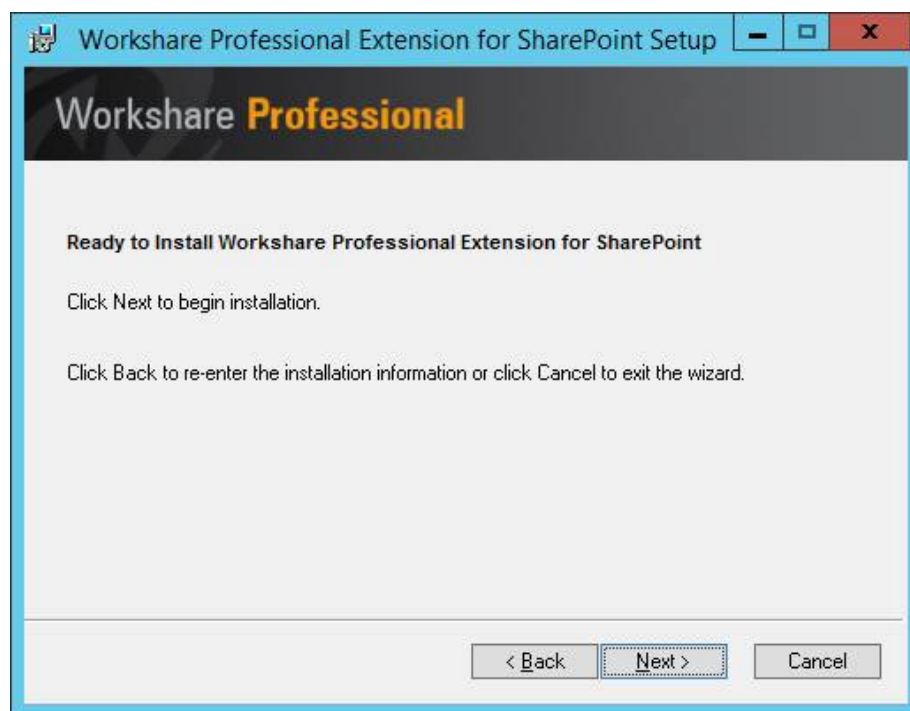 Workshare Professional Extension for SharePoint Setup
Workshare Professional
Ready to Install Workshare Professional Extension for SharePoint
Click Next to begin installation.
Click Back to re-enter the installation information or click Cancel to exit the wizard.
< Back Next > Cancel